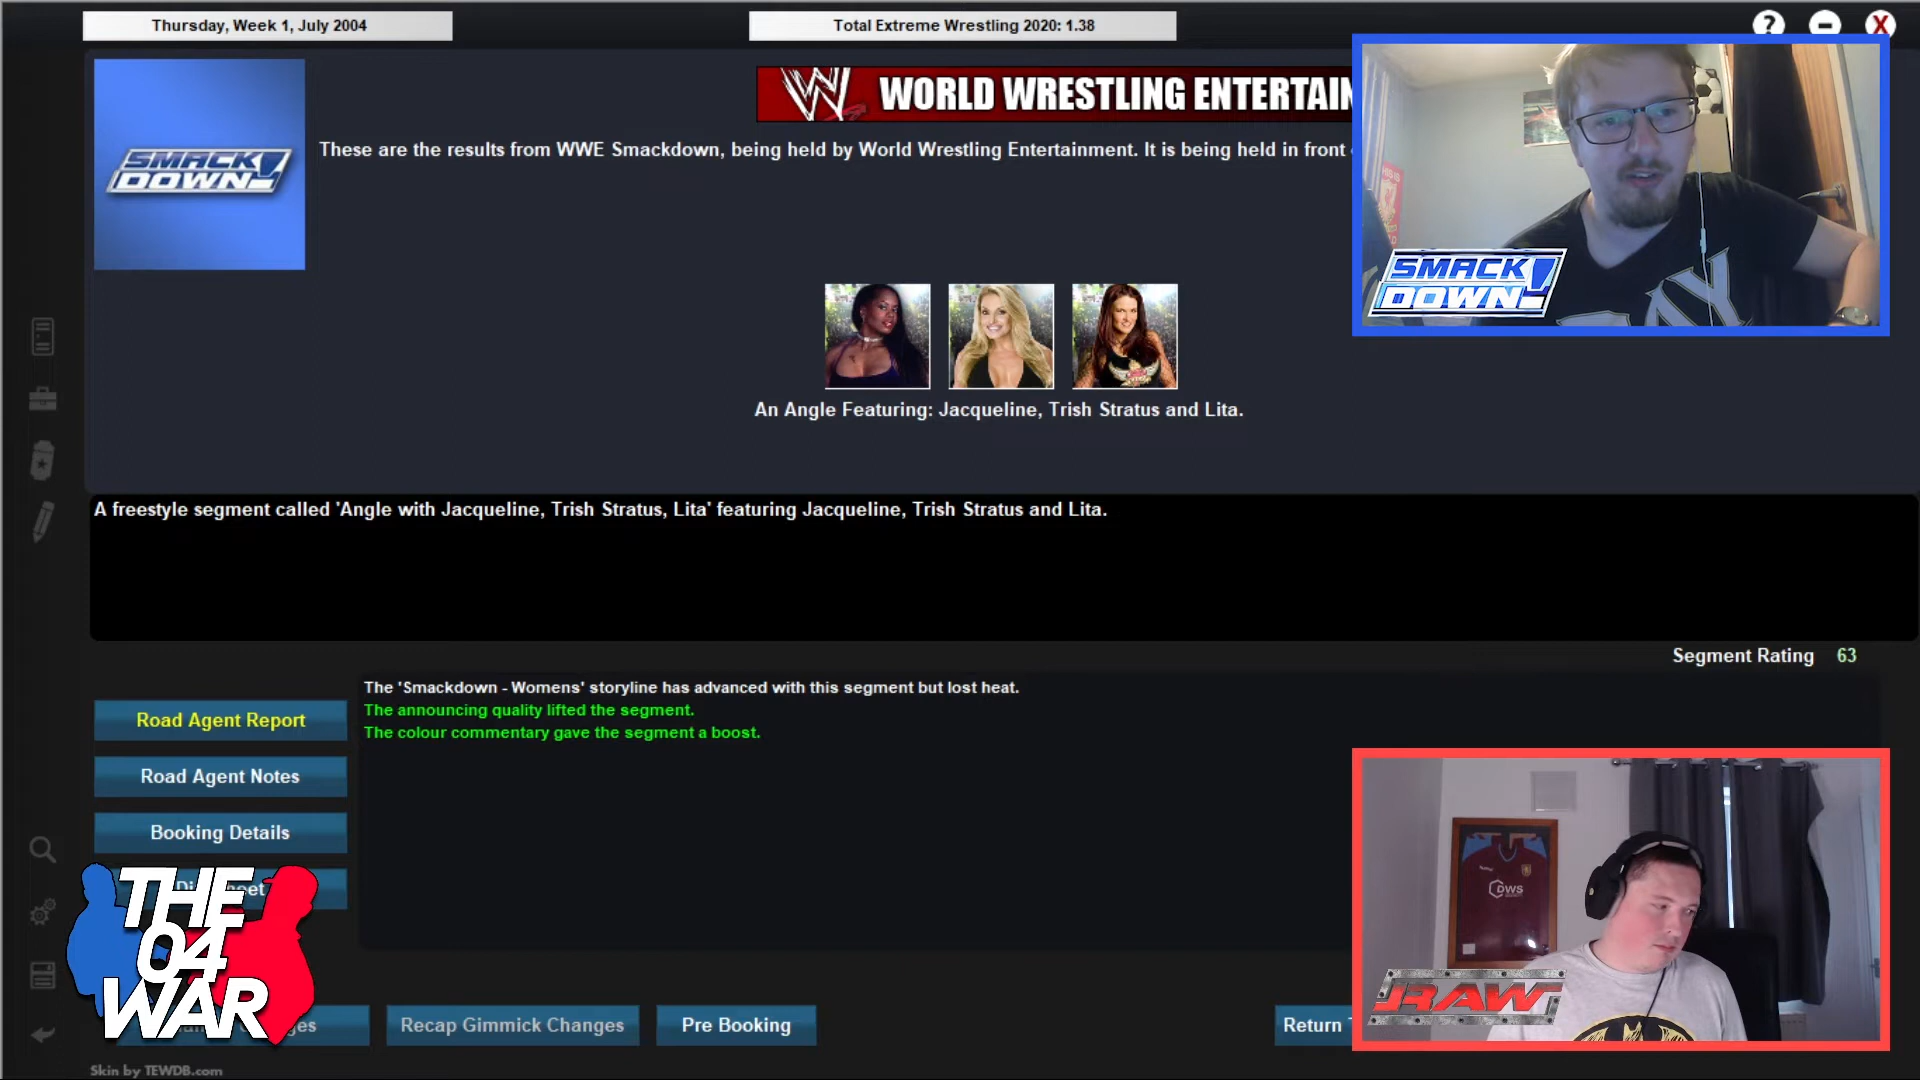 Thursday, Week 1, July 2004
Total Extreme Wrestling 2020: 1.38
?
X
SMACK
DOWN!
W WORLD WRESTLING ENTERTAIN
These are the results from WWE Smackdown, being held by World Wrestling Entertainment. It is being held in front
SMACK
DOWN!
An Angle Featuring: Jacqueline, Trish Stratus and Lita.
A freestyle segment called 'Angle with Jacqueline, Trish Stratus, Lita' featuring Jacqueline, Trish Stratus and Lita.
Segment Rating 63
The 'Smackdown - Womens' storyline has advanced with this segment but lost heat.
The announcing quality lifted the segment.
The colour commentary gave the segment a boost.
Road Agent Report
Road Agent Notes
Booking Details
THE
04
WAR
DWS
RAW
Recap Gimmick Changes
Pre Booking
Return
Skin by TEWDB.com